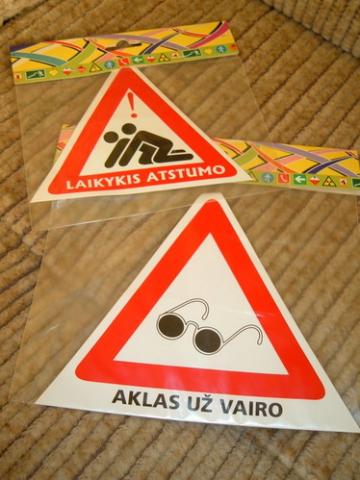 !
LAIKYKIS ATSTUMO
AKLAS UŽ VAIRO